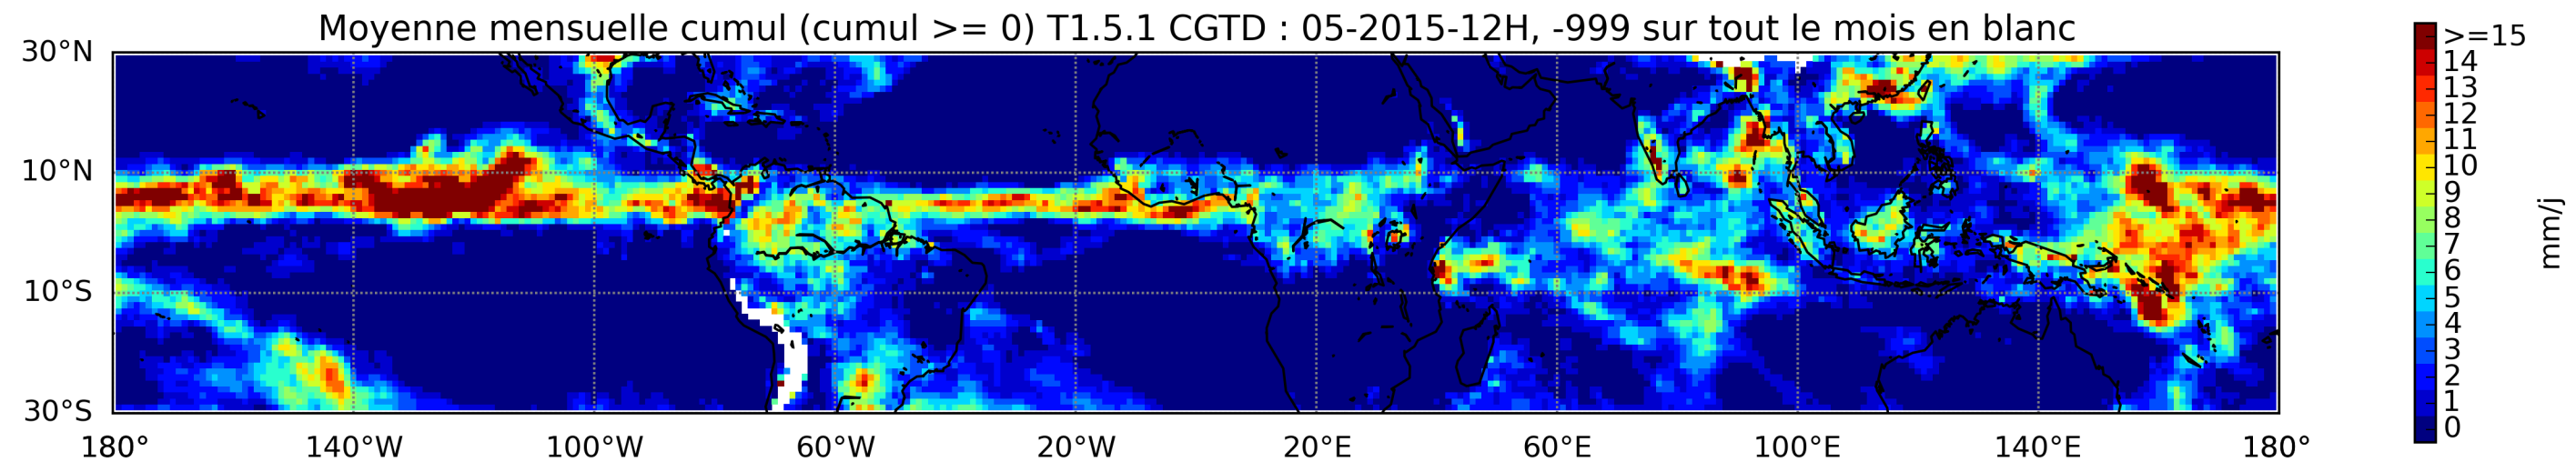 Moyenne mensuelle cumul (cumul >= 0) T1.5.1 CGTD : 05-2015-12H, -999 sur tout le mois en blanc
30°N
10°N
10°S
30°S
180°
140°W
100°W
60°W
20°W
20°E
60°E
100°E
140°E
180°
>=15
14
13
12
11
10
9
8
7
6
5
4
3
2
1
0
mm/j